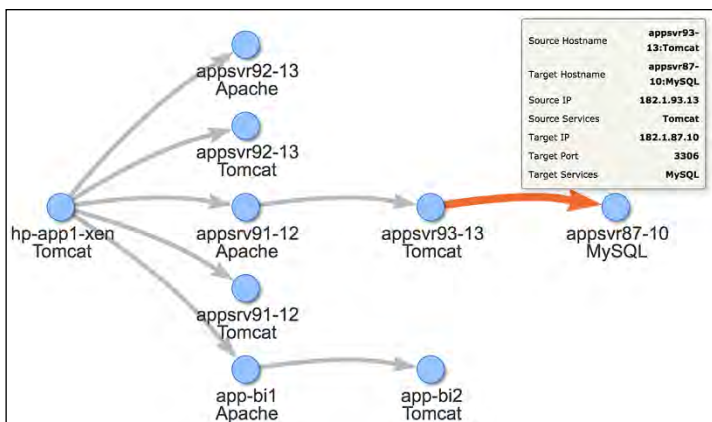 appsvr92-13
Apache
appsvr92-13
Tomcat
hp-app1-xen
Tomcat
appsrv91-12
Apache
appsvr93-13
Tomcat
appsvr87-10
MySQL
appsrv91-12
Tomcat
app-bi1
Apache
app-bi2
Tomcat
Source Hostname appsvr93-
13:Tomcat
Target Hostname appsvr87-
10:MySQL
Source IP 182.1.93.13
Source Services Tomcat
Target IP 182.1.87.10
Target Port 3306
Target Services MySQL